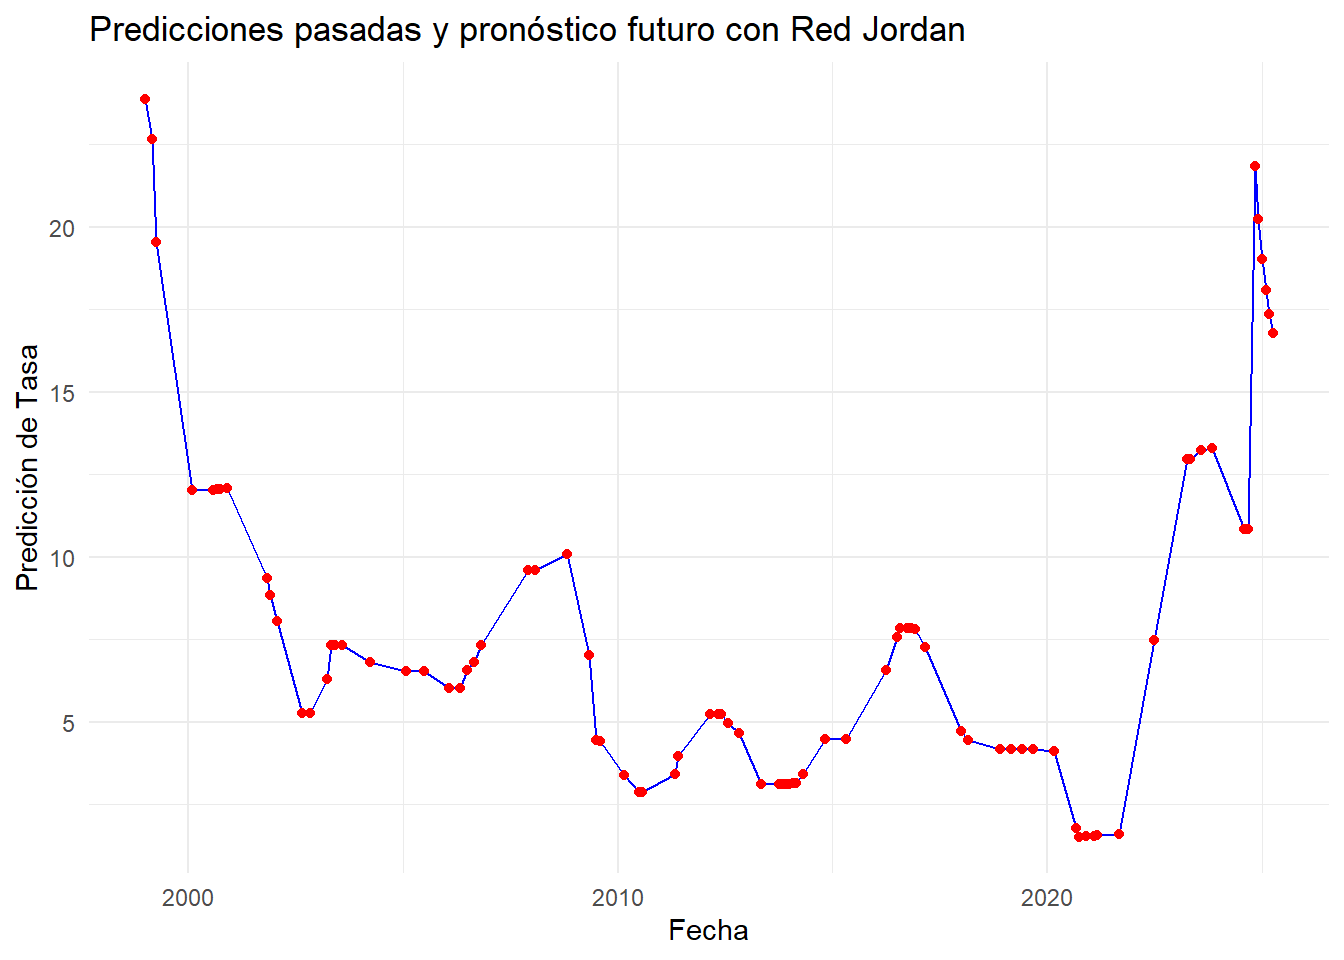 Predicciones pasadas y pronóstico futuro con Red Jordan
Predicción de Tasa
20
15
10
5
2000
2010
2020
Fecha